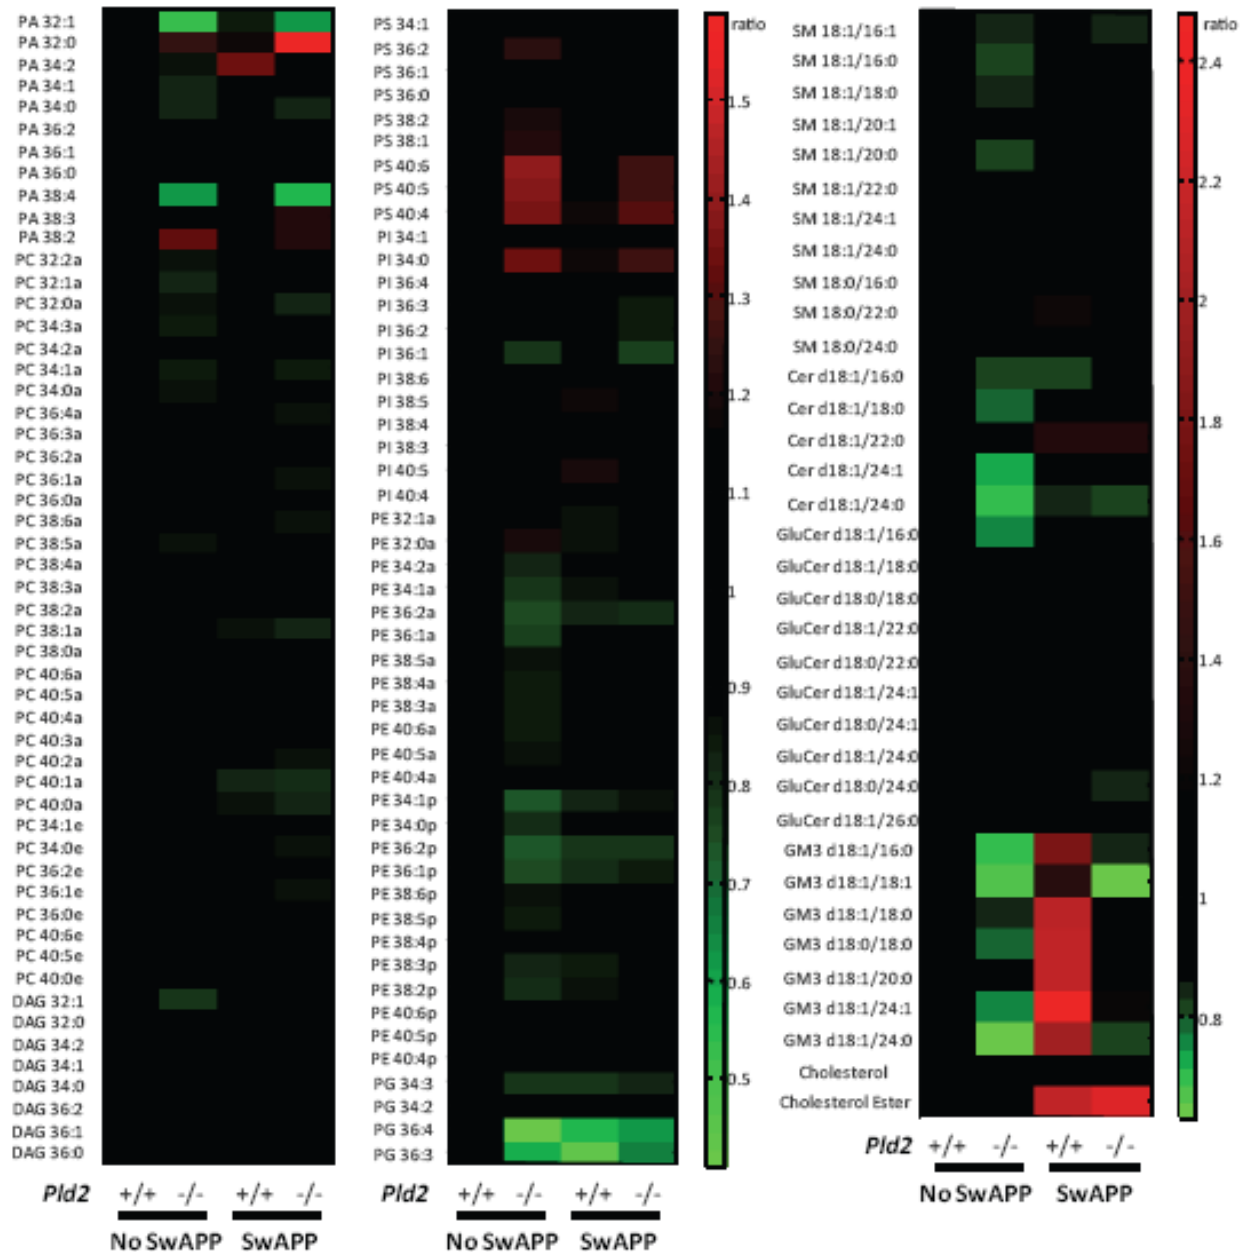 PA 32:1
PA 32:0
PA 34:2
PA 34:1
PA 34:0
PA 36:2
PA 36:1
PA 36:0
PA 38:4
PA 38:3
PA 38:2
PC 32:2a
PC 32:1a
PC 32:0a
PC 34:3a
PC 34:2a
PC 34:1a
PC 34:0a
PC 36:4a
PC 36:3a
PC 36:2a
PC 36:1a
PC 36:0a
PC 38:6a
PC 38:5a
PC 38:4a
PC 38:3a
PC 38:2a
PC 38:1a
PC 38:0a
PC 40:6a
PC 40:5a
PC 40:4a
PC 40:3a
PC 40:2a
PC 40:1a
PC 40:0a
PC 34:1e
PC 34:0e
PC 36:2e
PC 36:1e
PC 36:0e
PC 40:6e
PC 40:5e
PC 40:0e
DAG 32:1
DAG 32:0
DAG 34:2
DAG 34:1
DAG 34:0
DAG 36:2
DAG 36:1
DAG 36:0
Pld2 +/+ -/- +/+ -/-
No SwAPP SwAPP
PS 34:1
PS 36:2
PS 36:1
PS 36:0
PS 38:2
PS 38:1
PS 40:6
PS 40:5
PS 40:4
PI 34:1
PI 34:0
PI 36:4
PI 36:3
PI 36:2
PI 36:1
PI 38:6
PI 38:5
PI 38:4
PI 38:3
PI 40:5
PI 40:4
PE 32:1a
PE 32:0a
PE 34:2a
PE 34:1a
PE 36:2a
PE 36:1a
PE 38:5a
PE 38:4a
PE 38:3a
PE 40:6a
PE 40:5a
PE 40:4a
PE 34:1p
PE 34:0p
PE 36:2p
PE 36:1p
PE 38:6p
PE 38:5p
PE 38:4p
PE 38:3p
PE 38:2p
PE 40:6p
PE 40:5p
PE 40:4p
PG 34:3
PG 34:2
PG 36:4
PG 36:3
Pld2 +/+ -/- +/+ -/-
No SwAPP SwAPP
ratio
1.5
1.4
1.3
1.2
1.1
1
0.9
0.8
0.7
0.6
0.5
SM 18:1/16:1
SM 18:1/16:0
SM 18:1/18:0
SM 18:1/20:1
SM 18:1/20:0
SM 18:1/22:0
SM 18:1/24:1
SM 18:1/24:0
SM 18:0/16:0
SM 18:0/22:0
SM 18:0/24:0
Cer d18:1/16:0
Cer d18:1/18:0
Cer d18:1/22:0
Cer d18:1/24:1
Cer d18:1/24:0
GluCer d18:1/16:0
GluCer d18:1/18:0
GluCer d18:0/18:0
GluCer d18:1/22:0
GluCer d18:0/22:0
GluCer d18:1/24:1
GluCer d18:0/24:1
GluCer d18:1/24:0
GluCer d18:0/24:0
GluCer d18:1/26:0
GM3 d18:1/16:0
GM3 d18:1/18:1
GM3 d18:1/18:0
GM3 d18:0/18:0
GM3 d18:1/20:0
GM3 d18:1/24:1
GM3 d18:1/24:0
Cholesterol
Cholesterol Ester
Pld2 +/+ -/- +/+ -/-
No SwAPP SwAPP
ratio
2.4
2.2
2
1.8
1.6
1.4
1.2
1
0.8